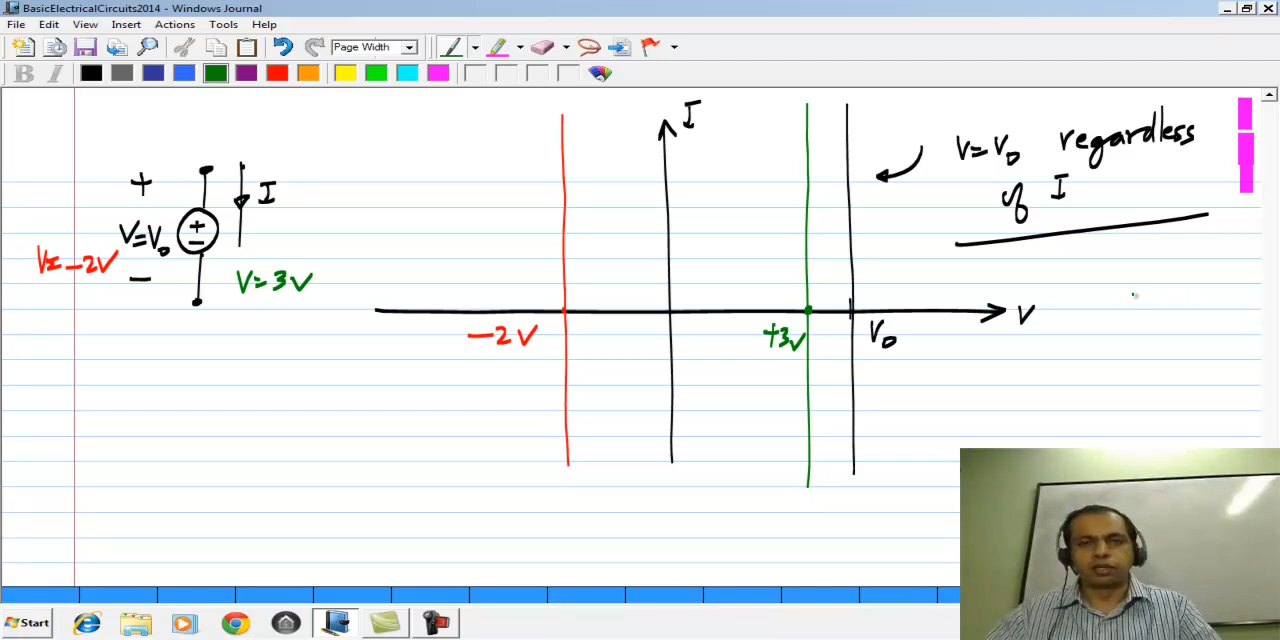 BasicElectricalCircuits2014 - Windows Journal
File Edit View Insert Actions Tools Help
Page Width
B I
I
V=V₀ regardless
of I
+
I
V=V₀
+
−
V=-2V
−
V=3V
-2V
+3V
V₀
V
Start